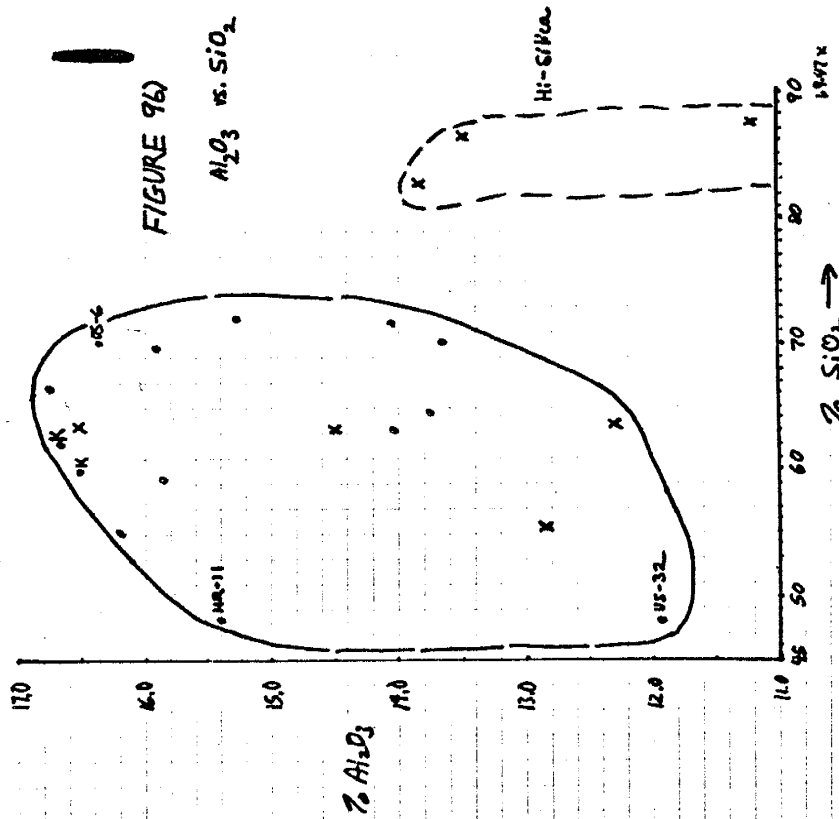 FIGURE 96)
Al₂O₃ vs. SiO₂
% Al₂O₃
17.0
16.0
15.0
14.0
13.0
12.0
11.0
K
K
X
US-6
X
X
X
US-32
Hi-Silica
X
X
X
45 50 60 70 80 90
% SiO₂ →